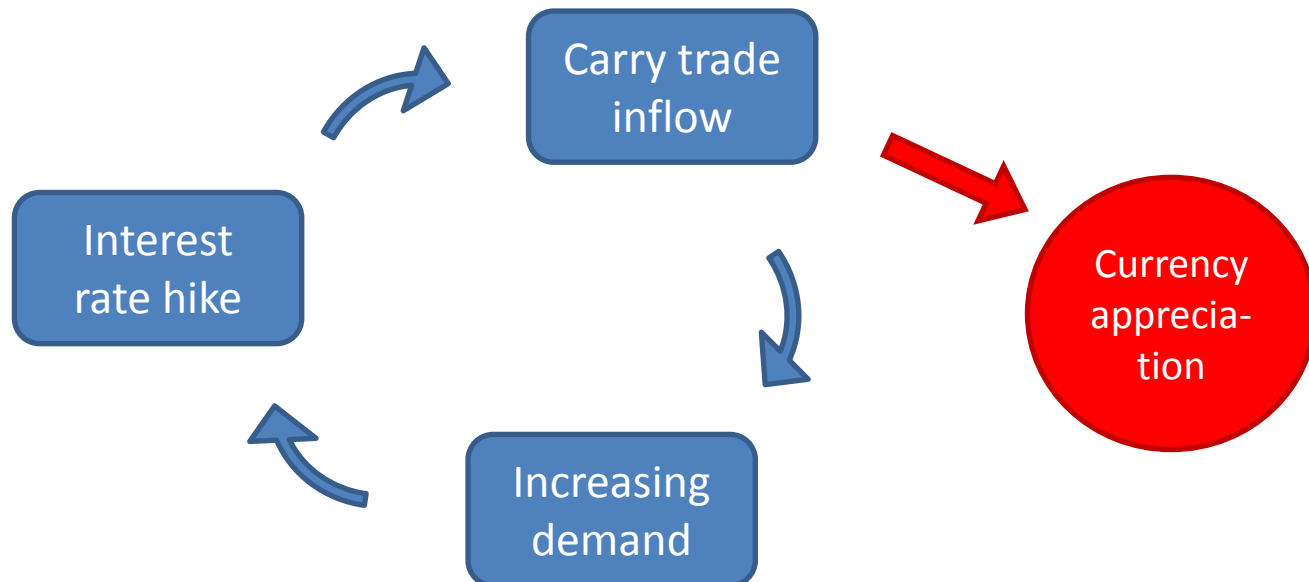 Carry trade
inflow
Interest
rate hike
Currency
apprecia-
tion
Increasing
demand